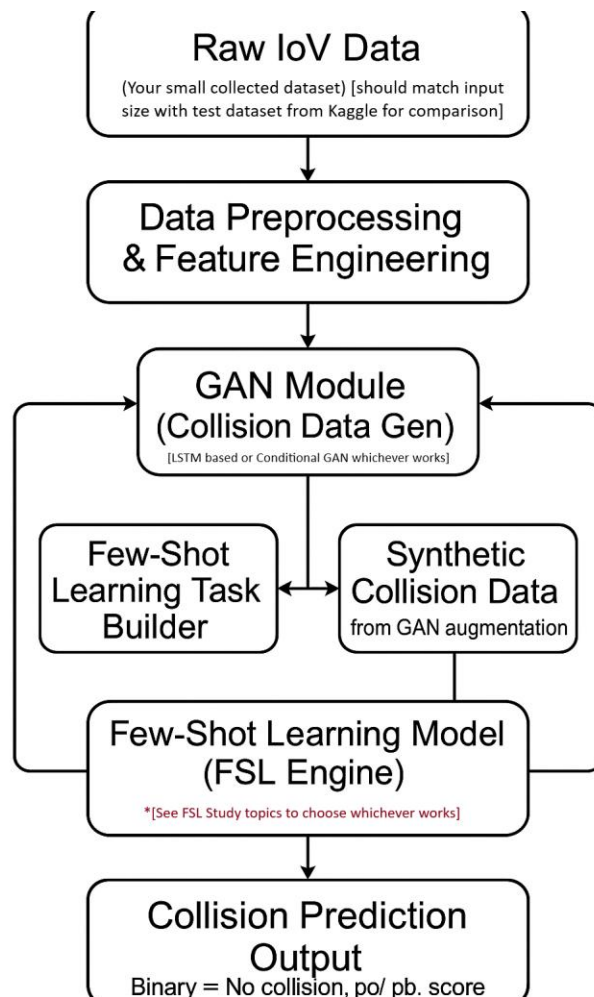 Raw IoV Data
(Your small collected dataset) [should match input
size with test dataset from Kaggle for comparison]
Data Preprocessing
& Feature Engineering
GAN Module
(Collision Data Gen)
[LSTM based or Conditional GAN whichever works]
Few-Shot
Learning Task
Builder
Synthetic
Collision Data
from GAN augmentation
Few-Shot Learning Model
(FSL Engine)
*[See FSL Study topics to choose whichever works]
Collision Prediction
Output
Binary = No collision, po/ pb. score